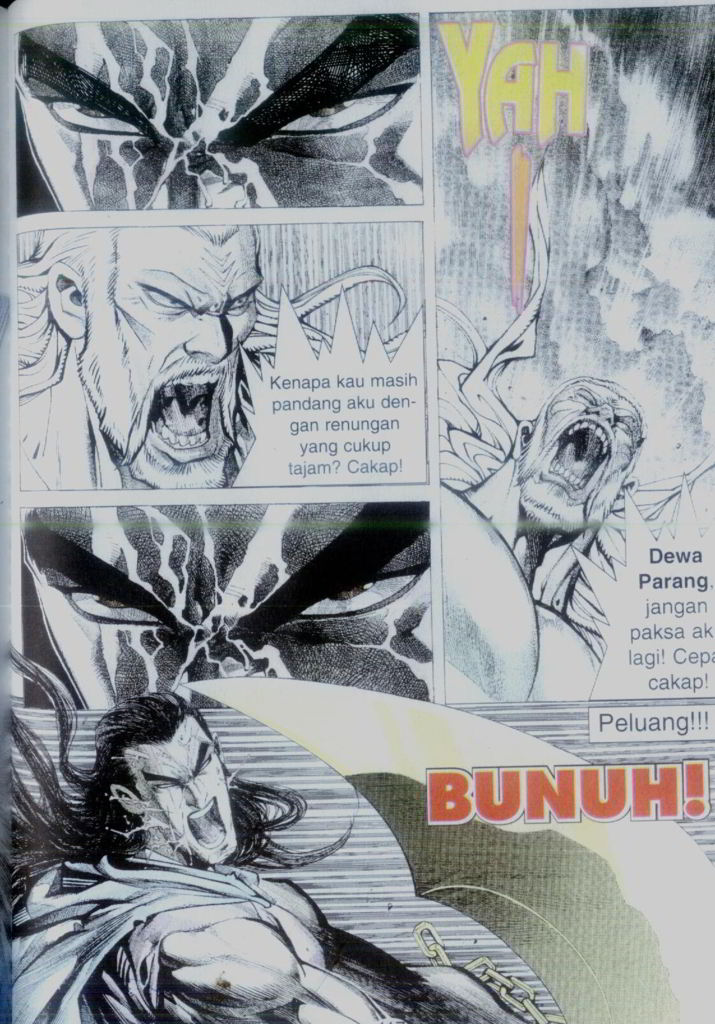 Kenapa kau masih
pandang aku den-
gan renungan
yang cukup
tajam? Cakap!
YAH
Dewa
Parang,
jangan
paksa ak
lagi! Cepa
cakap!
Peluang!!!
BUNUH!